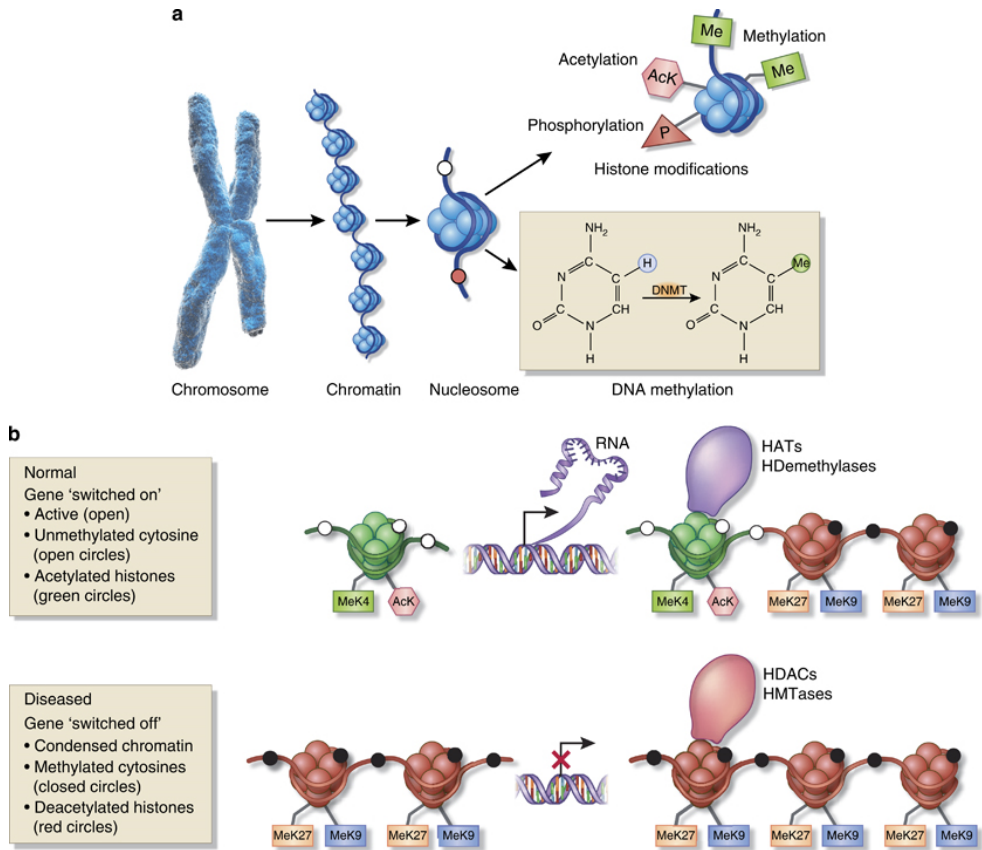 a
Me
Methylation
Acetylation
AcK
Me
Phosphorylation
P
Histone modifications
NH2
H
N
C
C
C
CH
O
N
H
DNMT
NH2
Me
N
C
C
C
CH
O
N
H
Chromosome
Chromatin
Nucleosome
DNA methylation
b
Normal
Gene ‘switched on’
• Active (open)
• Unmethylated cytosine
(open circles)
• Acetylated histones
(green circles)
RNA
HATs
HDemethylases
MeK4
AcK
MeK4
AcK
MeK27
MeK9
MeK27
MeK9
Diseased
Gene ‘switched off’
• Condensed chromatin
• Methylated cytosines
(closed circles)
• Deacetylated histones
(red circles)
HDACs
HMTases
MeK27
MeK9
MeK27
MeK9
MeK27
MeK9
MeK27
MeK9
MeK27
MeK9